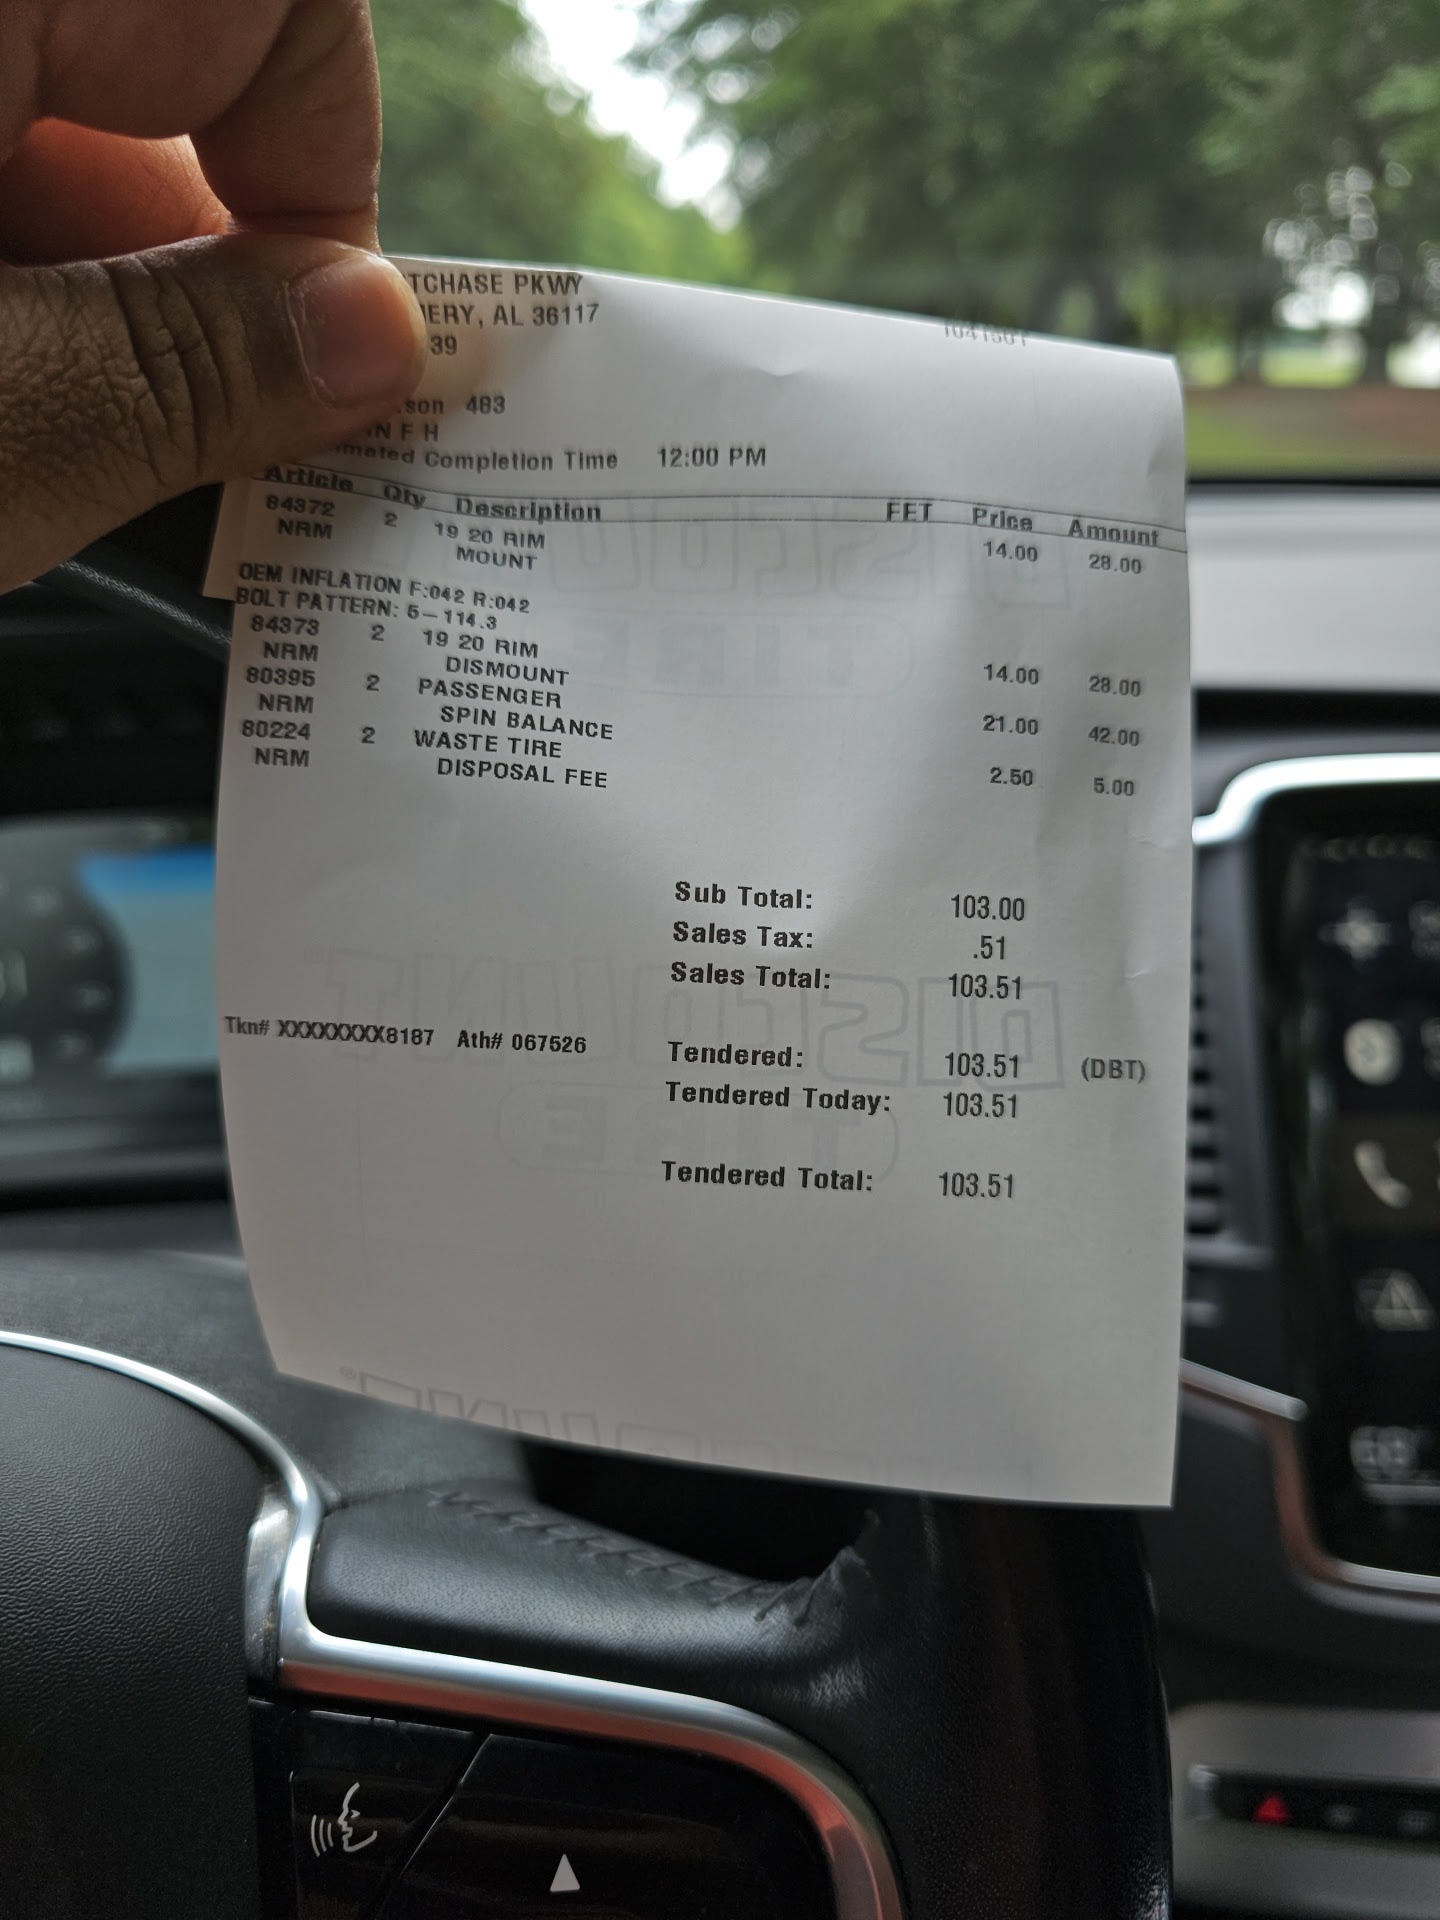 TCHASE PKWY
ERY, AL 36117
39
son 483
N F H
mated Completion Time 12:00 PM
Article Qty Description FET Price Amount
84372 2 19 20 RIM 14.00 28.00
NRM MOUNT
OEM INFLATION F:042 R:042
BOLT PATTERN: 5-114.3
84373 2 19 20 RIM 14.00 28.00
NRM DISMOUNT
80395 2 PASSENGER 21.00 42.00
NRM SPIN BALANCE
80224 2 WASTE TIRE 2.50 5.00
NRM DISPOSAL FEE
Sub Total: 103.00
Sales Tax: .51
Sales Total: 103.51
Tkn# XXXXXXXX8187 Ath# 067526
Tendered: 103.51 (DBT)
Tendered Today: 103.51
Tendered Total: 103.51
DISCOUNT
TIRE